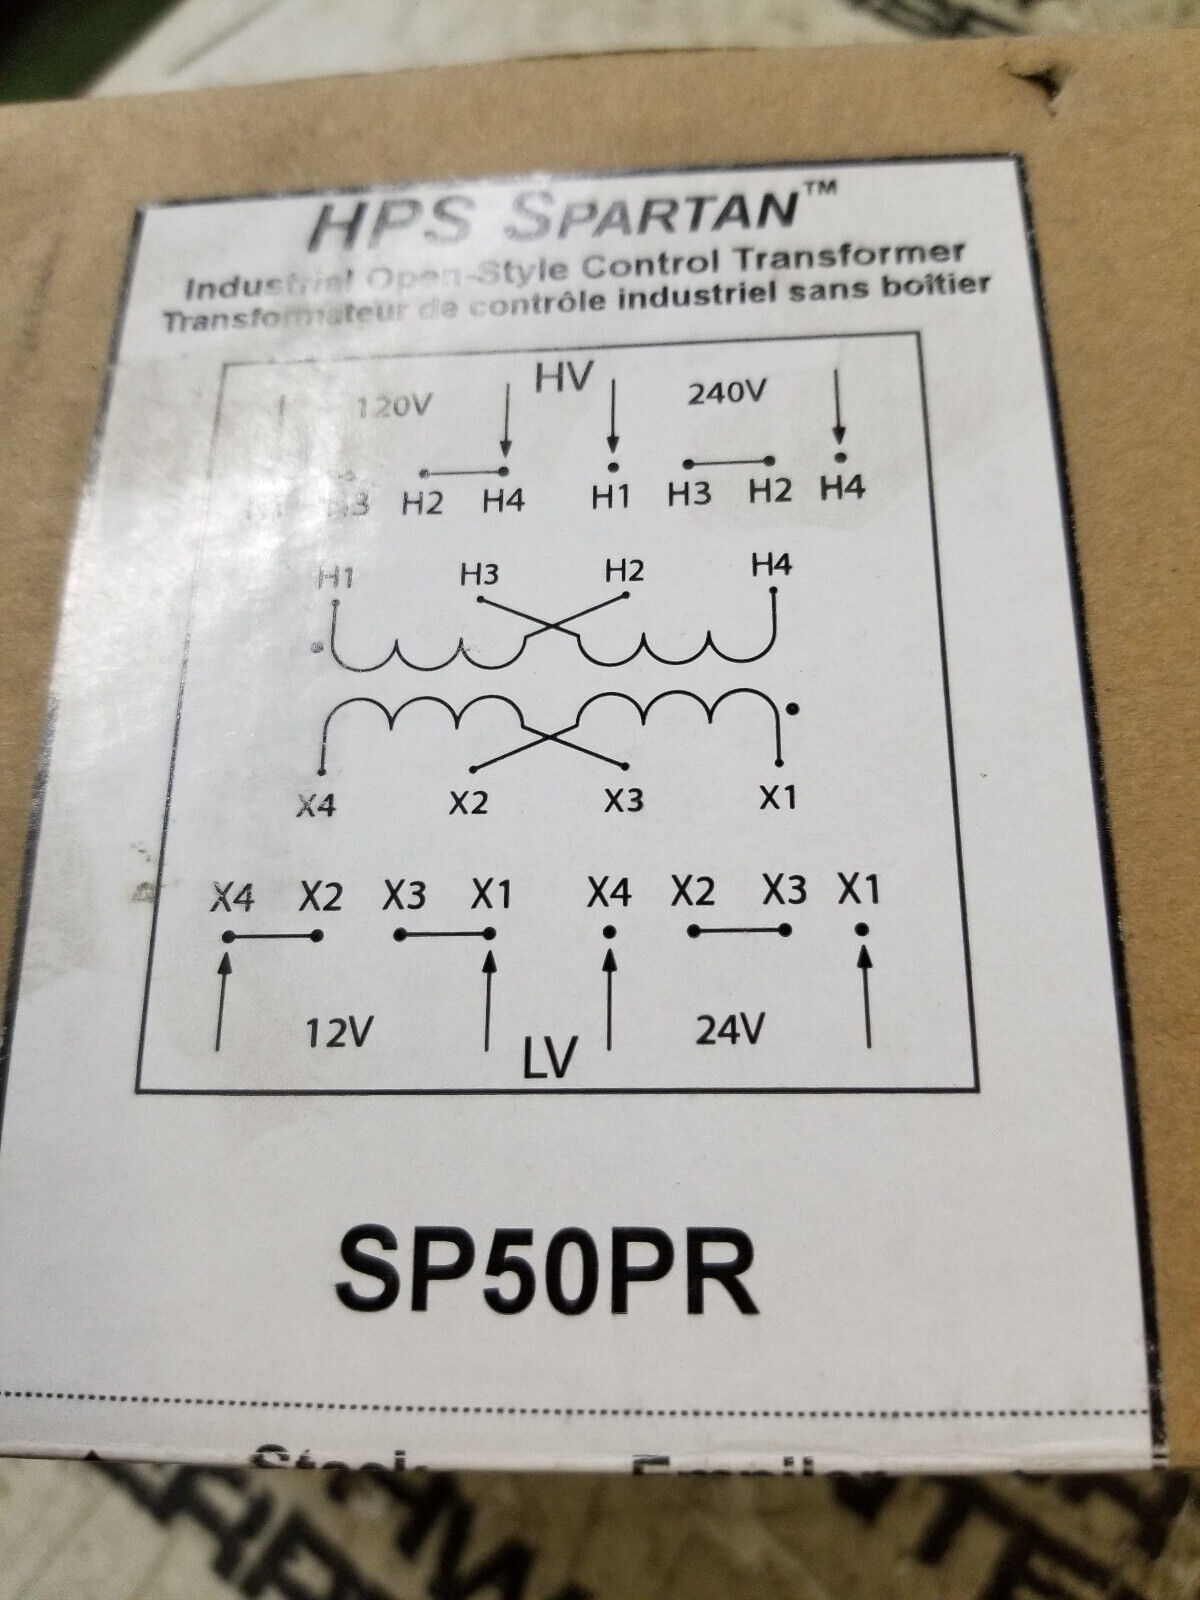 HPS SPARTAN™
Industrial Open-Style Control Transformer
Transformateur de contrôle industriel sans boîtier
HV
120V 240V
H3 H2 H4 H1 H3 H2 H4
H1 H3 H2 H4
X4 X2 X3 X1
X4 X2 X3 X1 X4 X2 X3 X1
12V 24V
LV
SP50PR